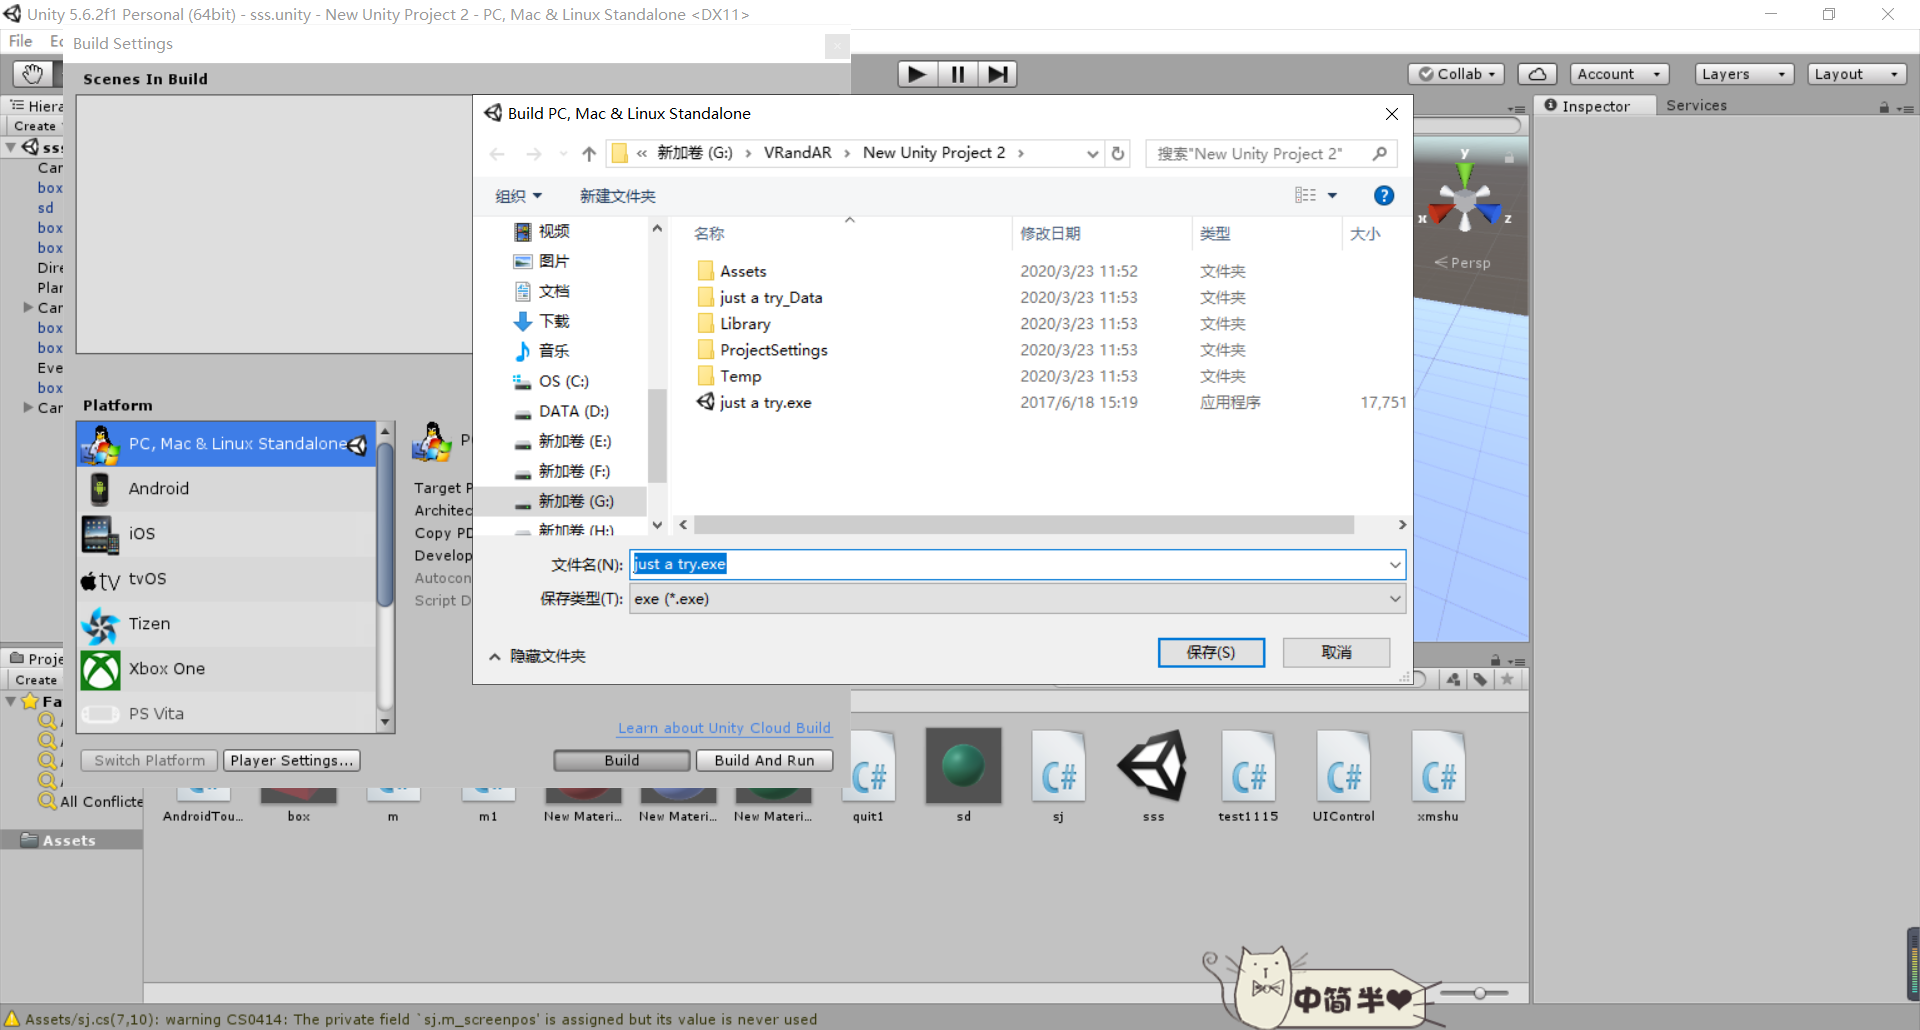 Unity 5.6.2f1 Personal (64bit) - sss.unity - New Unity Project 2 - PC, Mac & Linux Standalone <DX11>
File
Build Settings
Scenes In Build
Collab
Account
Layers
Layout
Hiera
Create
Inspector
Services
sss
Car
box
sd
box
box
Dire
Plar
Car
box
box
Eve
box
Car
Build PC, Mac & Linux Standalone
« 新加卷 (G:) › VRandAR › New Unity Project 2 ›
搜索"New Unity Project 2"
组织
新建文件夹
视频
图片
文档
下载
音乐
OS (C:)
DATA (D:)
新加卷 (E:)
新加卷 (F:)
新加卷 (G:)
新加卷 (H:)
名称 修改日期 类型 大小
Assets 2020/3/23 11:52 文件夹
just a try_Data 2020/3/23 11:53 文件夹
Library 2020/3/23 11:53 文件夹
ProjectSettings 2020/3/23 11:53 文件夹
Temp 2020/3/23 11:53 文件夹
just a try.exe 2017/6/18 15:19 应用程序 17,751
文件名(N): just a try.exe
保存类型(T): exe (*.exe)
隐藏文件夹
保存(S)
取消
y
x
z
Persp
Platform
PC, Mac & Linux Standalone
Android
iOS
tvOS
Tizen
Xbox One
PS Vita
Target P
Architec
Copy PD
Develop
Autocon
Script D
Learn about Unity Cloud Build
Switch Platform
Player Settings...
Build
Build And Run
Proje
Create
Fa
All Conflicte
Assets
AndroidTou...
box
m
m1
New Materi...
New Materi...
New Materi...
quit1
sd
sj
sss
test1115
UIControl
xmshu
中简半
Assets/sj.cs(7,10): warning CS0414: The private field `sj.m_screenpos' is assigned but its value is never used